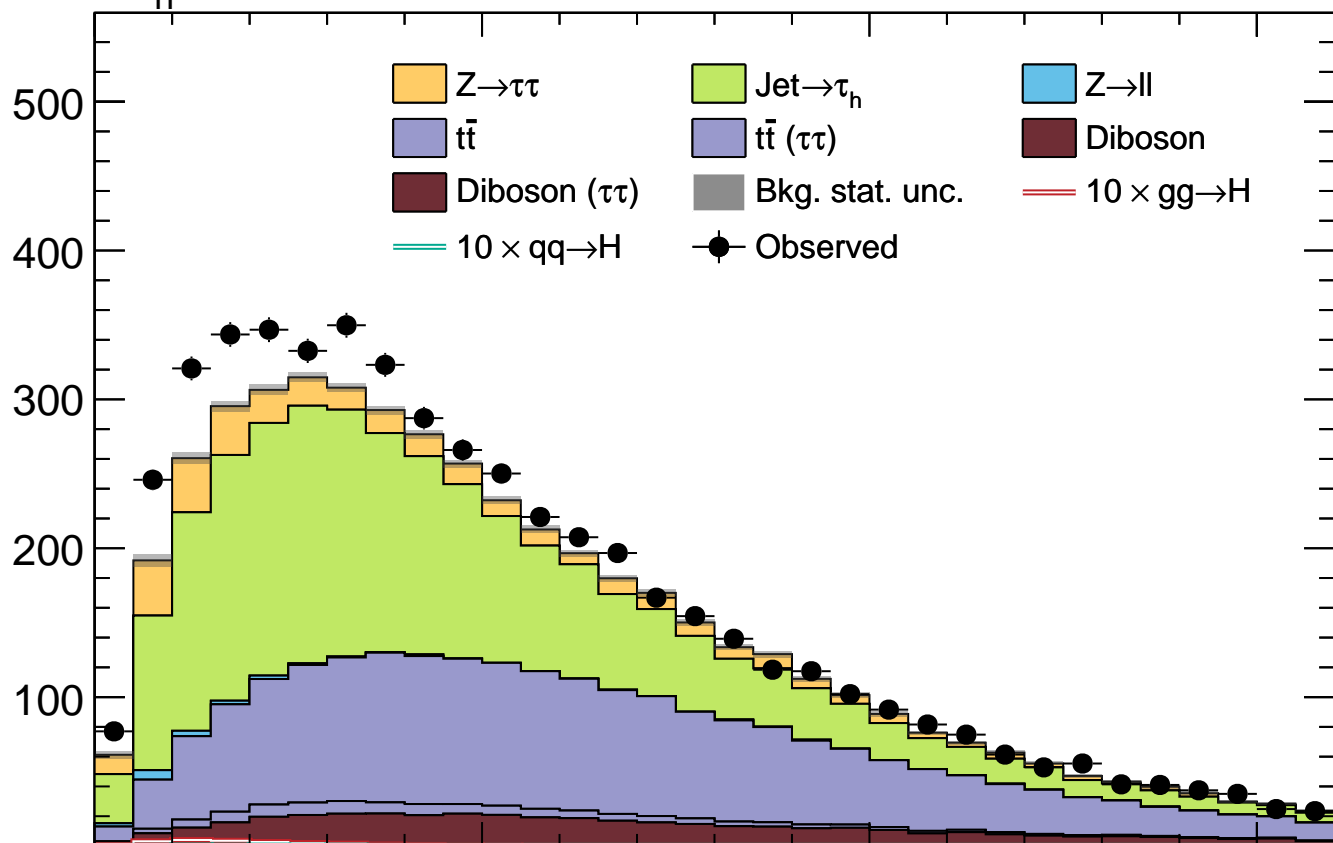 H
500
400
300
200
100
Z→ττ Jet→τh Z→ll
tt̄ tt̄ (ττ) Diboson
Diboson (ττ) Bkg. stat. unc. 10 × gg→H
10 × qq→H Observed